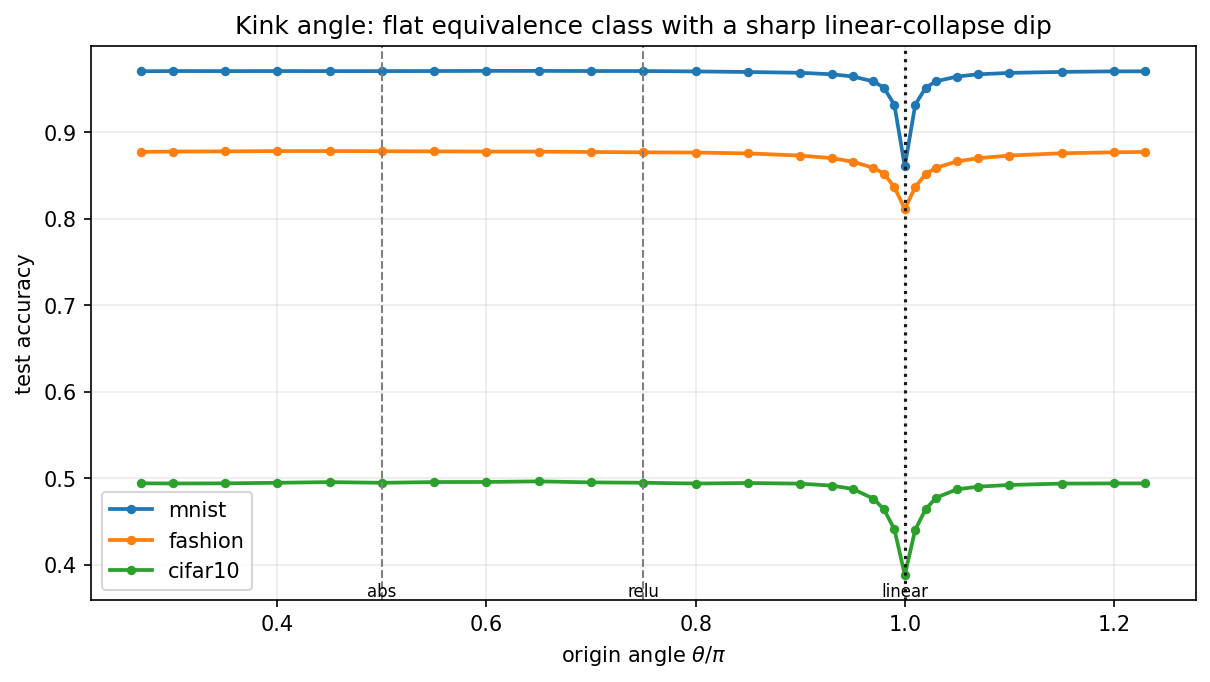 Kink angle: flat equivalence class with a sharp linear-collapse dip
test accuracy
0.9
0.8
0.7
0.6
0.5
0.4
mnist
fashion
cifar10
abs
relu
linear
0.4 0.6 0.8 1.0 1.2
origin angle θ/π